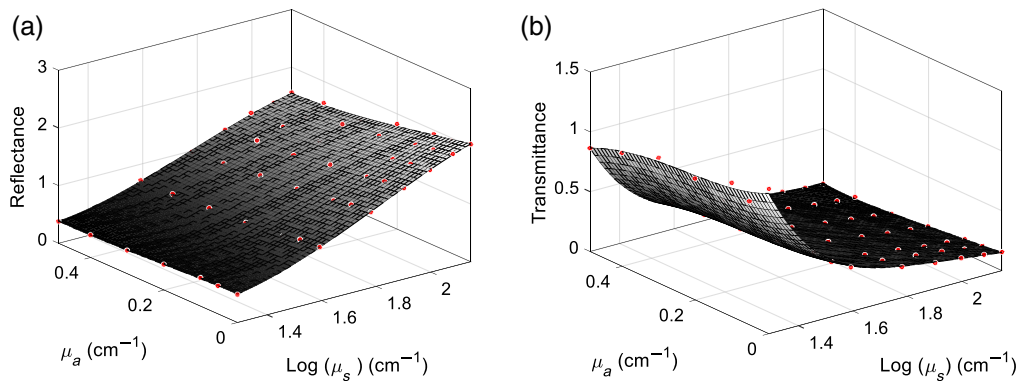 (a)
3
2
1
0
Reflectance
0.4
0.2
0
μa (cm−1)
1.4
1.6
1.8
2
Log (μs ) (cm−1)
(b)
1.5
1
0.5
0
Transmittance
0.4
0.2
0
μa (cm−1)
1.4
1.6
1.8
2
Log (μs) (cm−1)